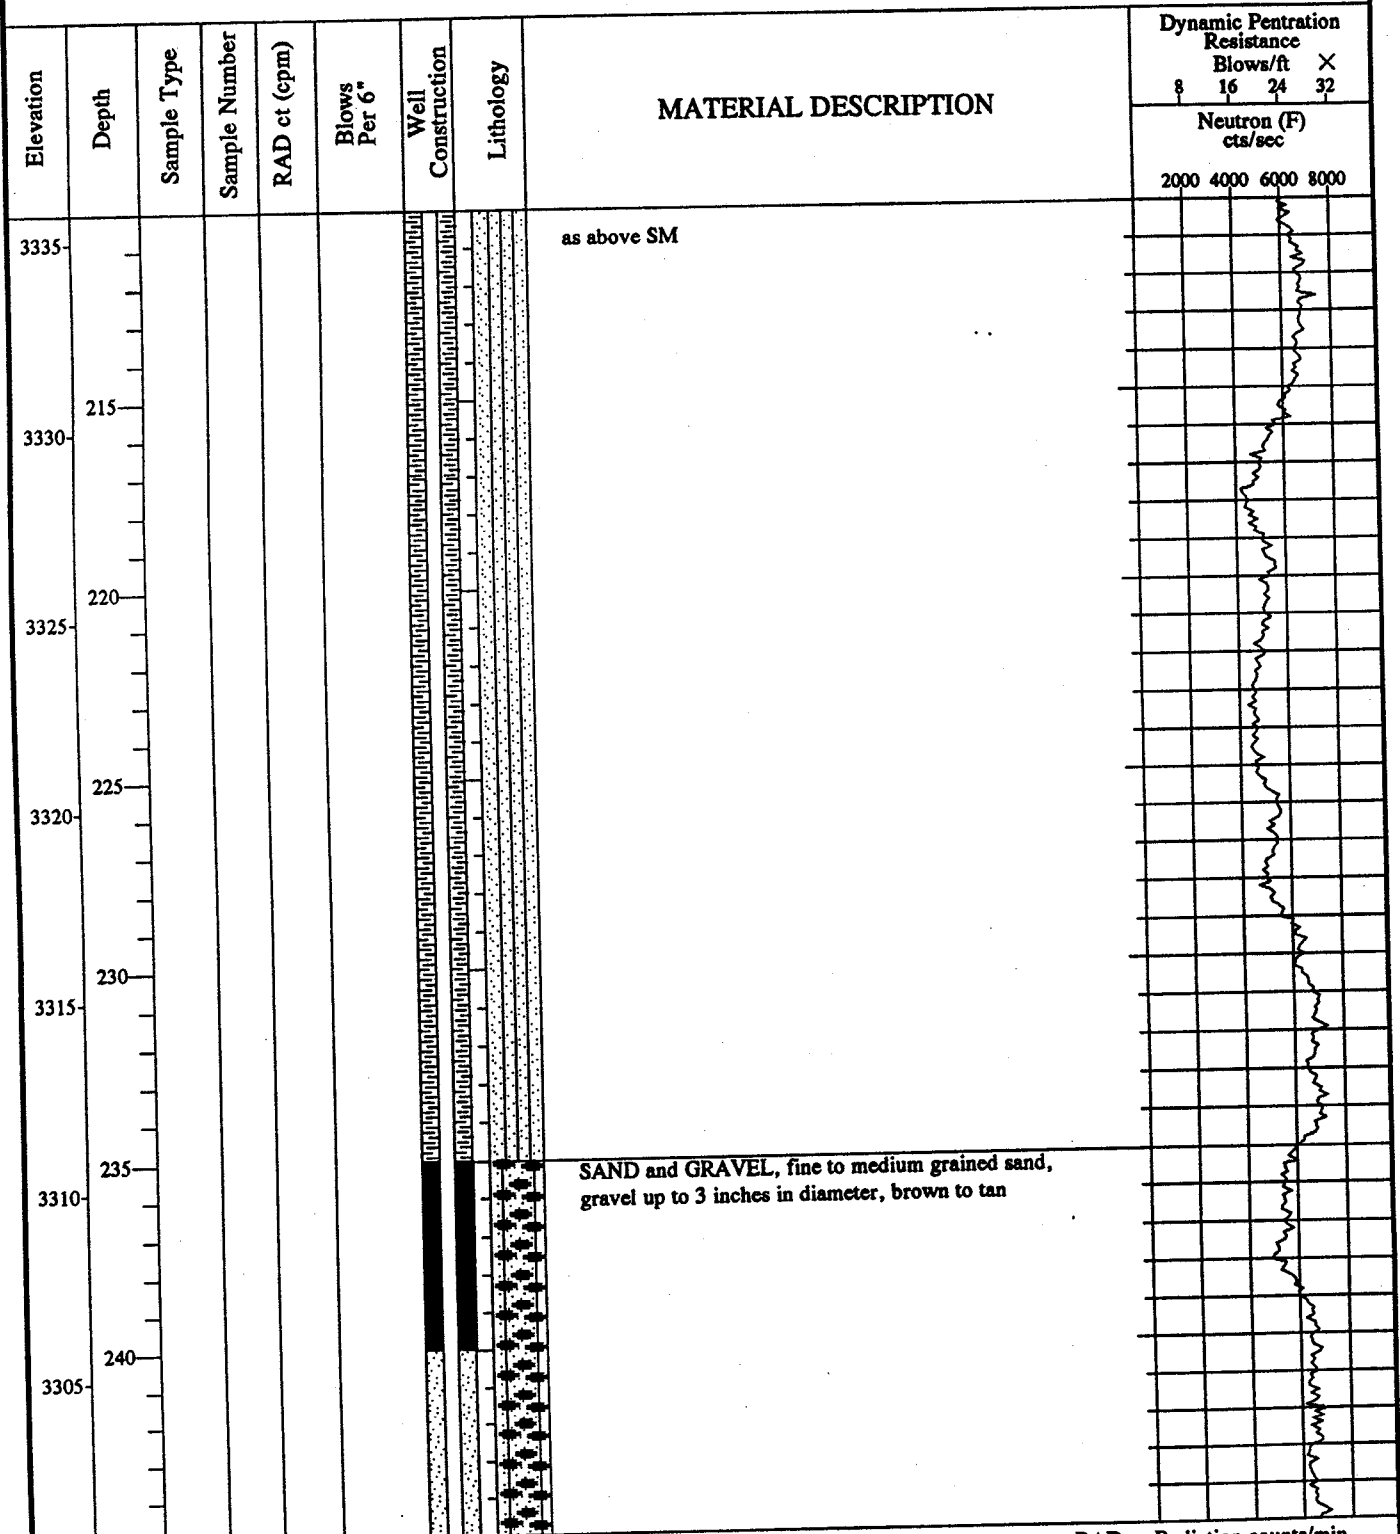 Elevation
Depth
Sample Type
Sample Number
RAD ct (cpm)
Blows
Per 6"
Well
Construction
Lithology
MATERIAL DESCRIPTION
Dynamic Pentration
Resistance
Blows/ft X
8 16 24 32
Neutron (F)
cts/sec
2000 4000 6000 8000
3335
as above SM
215
3330
220
3325
225
3320
230
3315
235
SAND and GRAVEL, fine to medium grained sand,
gravel up to 3 inches in diameter, brown to tan
3310
240
3305